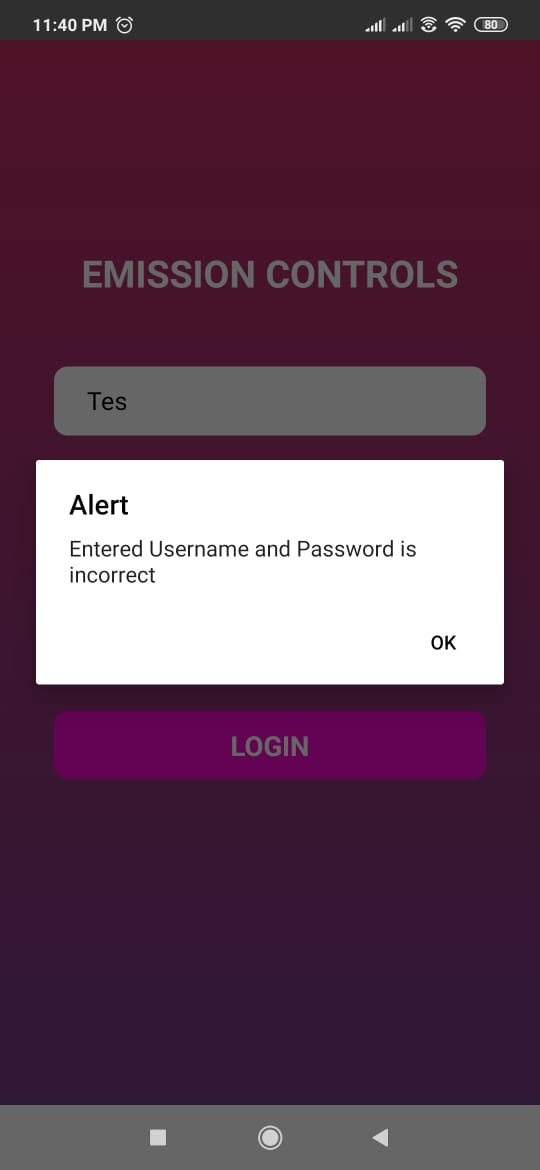 11:40 PM
80
EMISSION CONTROLS
Tes
Alert
Entered Username and Password is
incorrect
OK
LOGIN